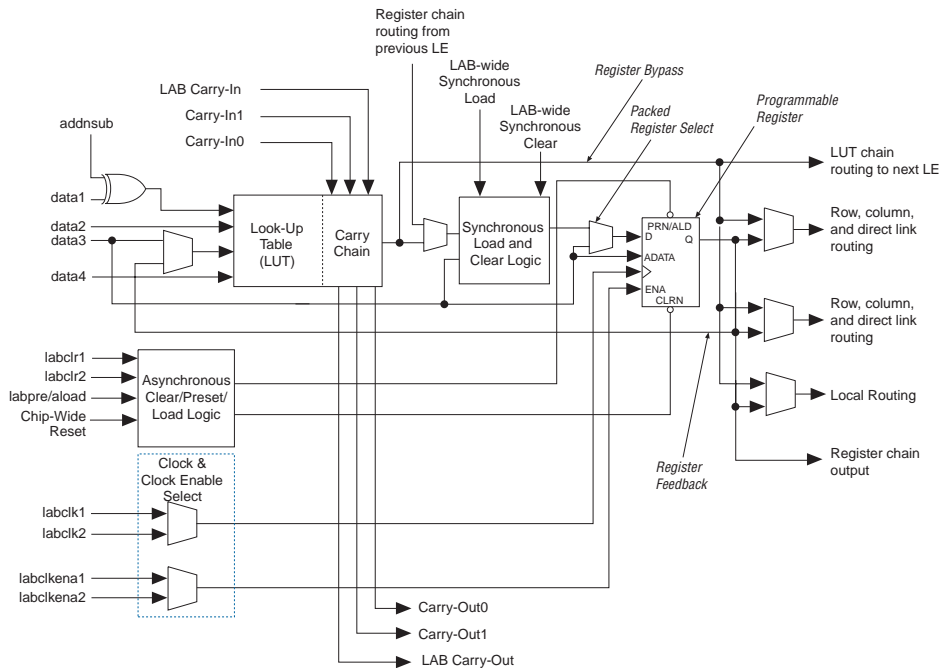 Register chain
routing from
previous LE
LAB-wide
Synchronous
Load
LAB-wide
Synchronous
Clear
Register Bypass
Packed
Register Select
Programmable
Register
LAB Carry-In
Carry-In1
Carry-In0
addnsub
data1
data2
data3
data4
Look-Up
Table
(LUT)
Carry
Chain
Synchronous
Load and
Clear Logic
PRN/ALD
D
Q
ADATA
ENA
CLRN
LUT chain
routing to next LE
Row, column,
and direct link
routing
Row, column,
and direct link
routing
Local Routing
Register chain
output
Register
Feedback
labclr1
labclr2
labpre/aload
Chip-Wide
Reset
Asynchronous
Clear/Preset/
Load Logic
Clock &
Clock Enable
Select
labclk1
labclk2
labclkena1
labclkena2
Carry-Out0
Carry-Out1
LAB Carry-Out